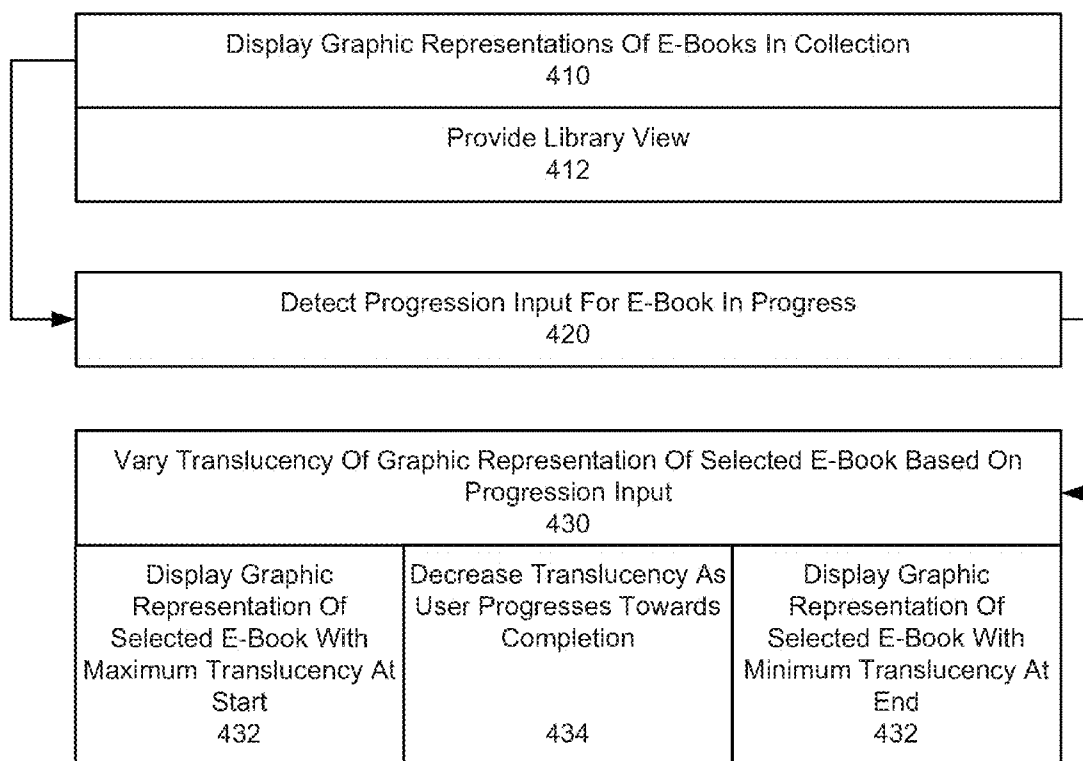 Display Graphic Representations Of E-Books In Collection
410
Provide Library View
412
Detect Progression Input For E-Book In Progress
420
Vary Translucency Of Graphic Representation Of Selected E-Book Based On
Progression Input
430
Display Graphic
Representation Of
Selected E-Book With
Maximum Translucency At
Start
432
Decrease Translucency As
User Progresses Towards
Completion
434
Display Graphic
Representation Of
Selected E-Book With
Minimum Translucency At
End
432